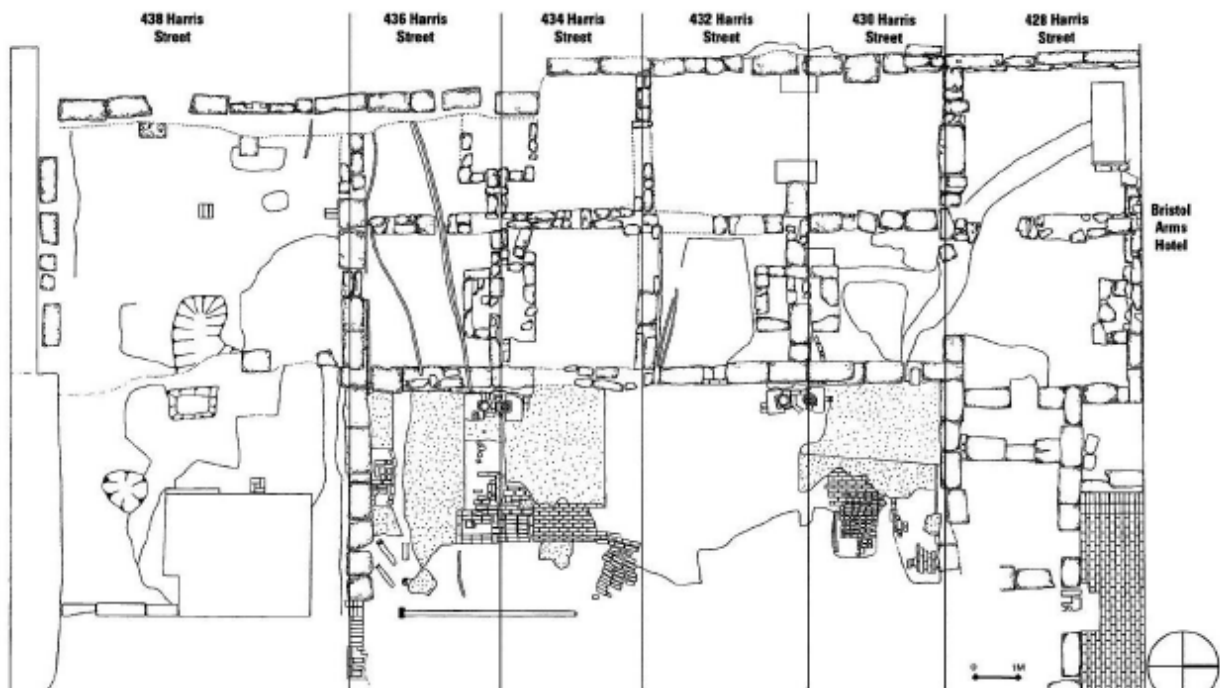 438 Harris
Street
436 Harris
Street
434 Harris
Street
432 Harris
Street
430 Harris
Street
428 Harris
Street
Bristol
Arms
Hotel
0 1M